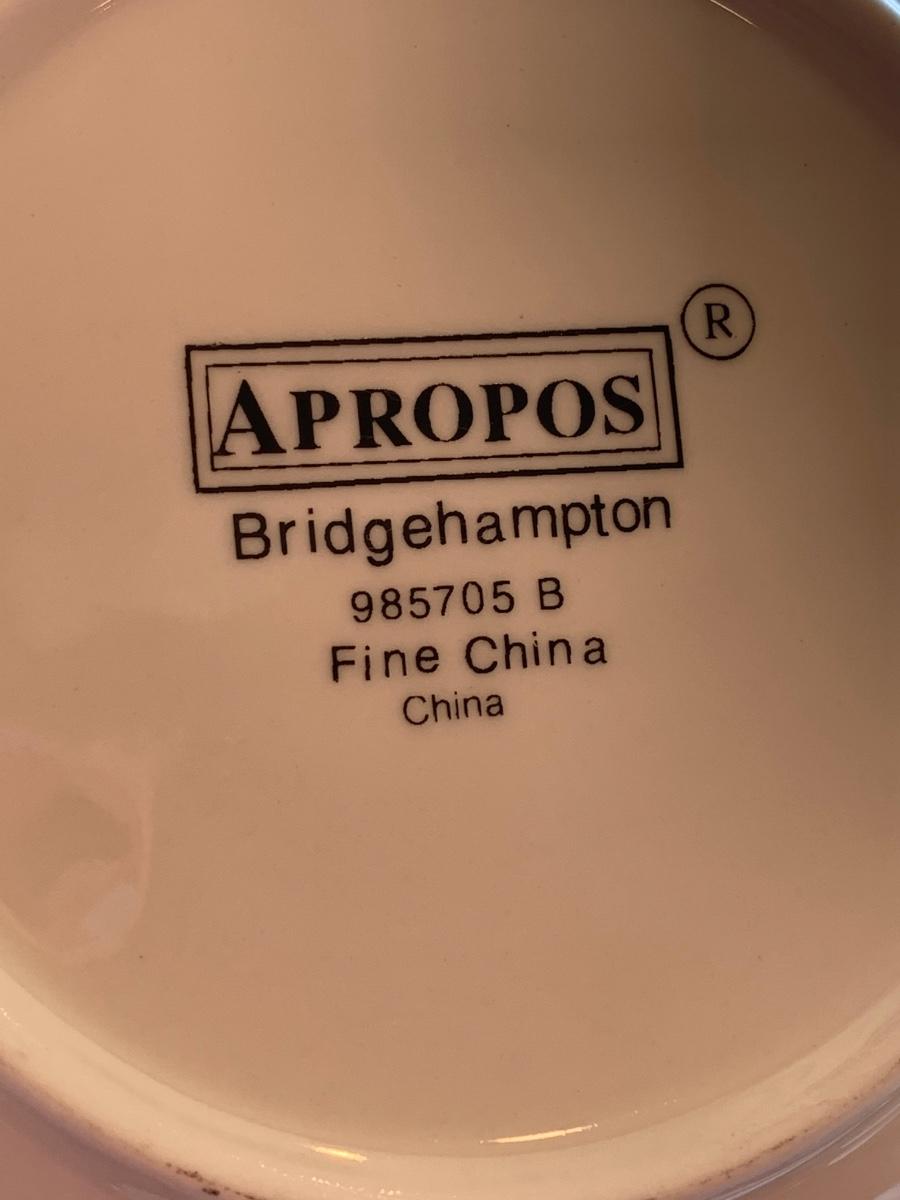 APROPOS ®
Bridgehampton
985705 B
Fine China
China